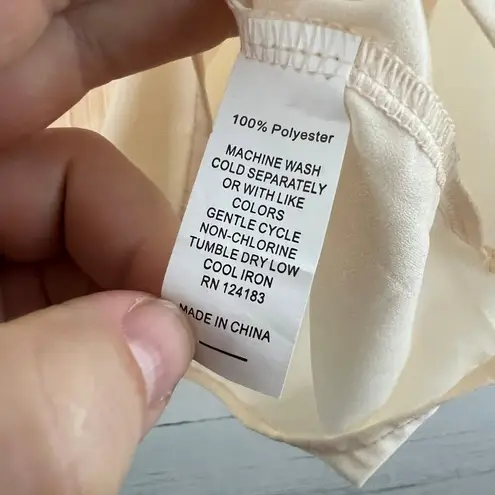 100% Polyester
MACHINE WASH
COLD SEPARATELY
OR WITH LIKE
COLORS
GENTLE CYCLE
NON-CHLORINE
TUMBLE DRY LOW
COOL IRON
RN 124183
MADE IN CHINA